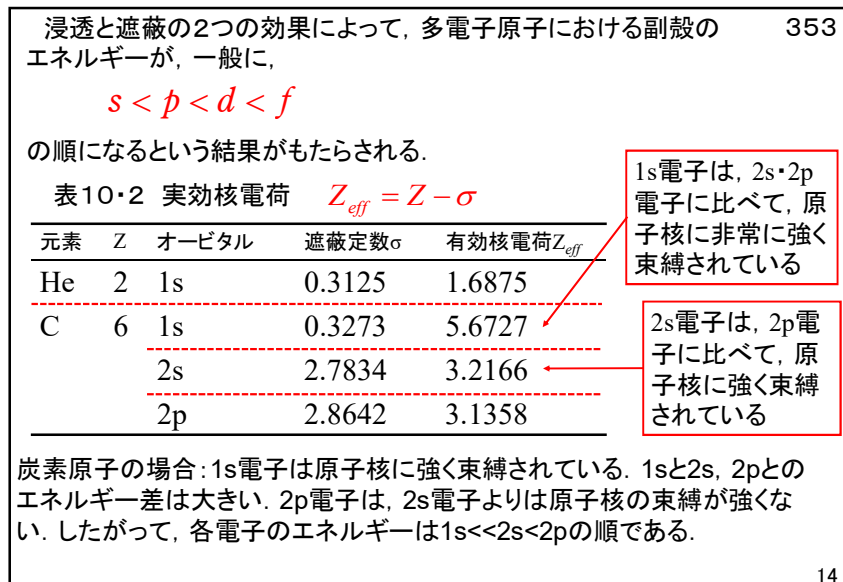 浸透と遮蔽の2つの効果によって，多電子原子における副殻の 353
エネルギーが，一般に，
s < p < d < f
の順になるという結果がもたらされる．
表10・2 実効核電荷 Z_eff = Z − σ
1s電子は，2s・2p
電子に比べて，原
子核に非常に強く
束縛されている
元素 Z オービタル 遮蔽定数σ 有効核電荷Z_eff
He 2 1s 0.3125 1.6875
C 6 1s 0.3273 5.6727
2s 2.7834 3.2166
2p 2.8642 3.1358
2s電子は，2p電
子に比べて，原
子核に強く束縛
されている
炭素原子の場合：1s電子は原子核に強く束縛されている．1sと2s，2pとの
エネルギー差は大きい．2p電子は，2s電子よりは原子核の束縛が強くな
い．したがって，各電子のエネルギーは1s<<2s<2pの順である．
14